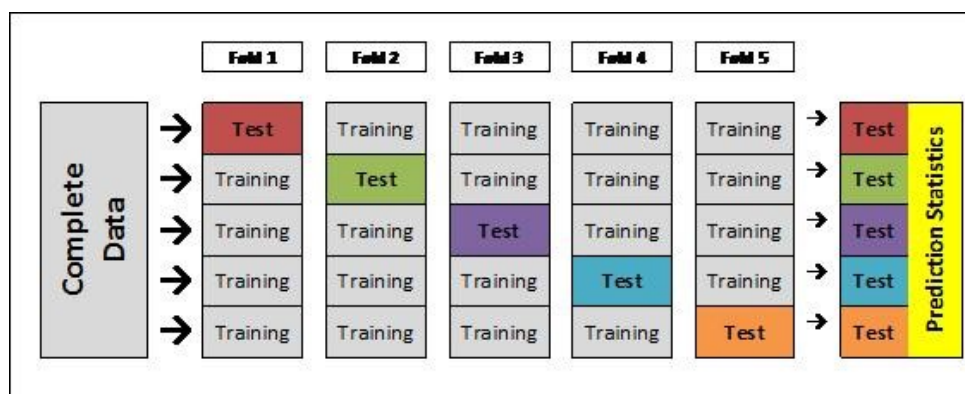 Fold 1 Fold 2 Fold 3 Fold 4 Fold 5
Complete Data
Test Training Training Training Training Test
Training Test Training Training Training Test
Training Training Test Training Training Test
Training Training Training Test Training Test
Training Training Training Training Test Test
Prediction Statistics